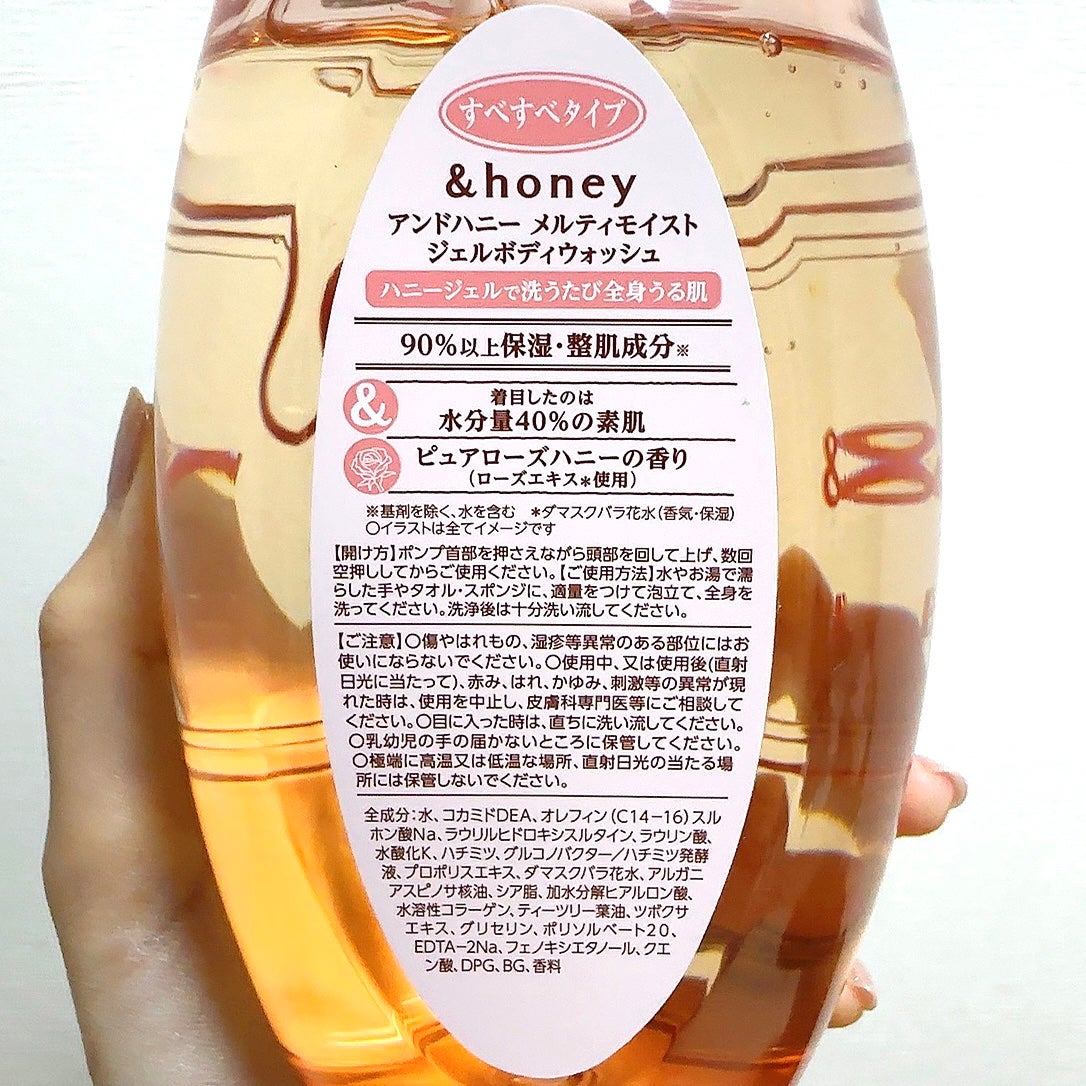 すべすべタイプ
&honey
アンドハニー メルティモイスト
ジェルボディウォッシュ
ハニージェルで洗うたび全身うる肌
90%以上保湿・整肌成分※
&
着目したのは
水分量40%の素肌
ピュアローズハニーの香り
(ローズエキス*使用)
※基剤を除く、水を含む *ダマスクバラ花水(香気・保湿)
○イラストは全てイメージです
【開け方】ポンプ首部を押さえながら頭部を回して上げ、数回
空押ししてからご使用ください。【ご使用方法】水やお湯で濡
らした手やタオル・スポンジに、適量をつけて泡立て、全身を
洗ってください。洗浄後は十分洗い流してください。
【ご注意】○傷やはれもの、湿疹等異常のある部位にはお
使いにならないでください。○使用中、又は使用後(直射
日光に当たって)、赤み、はれ、かゆみ、刺激等の異常が現
れた時は、使用を中止し、皮膚科専門医等にご相談して
ください。○目に入った時は、直ちに洗い流してください。
○乳幼児の手の届かないところに保管してください。
○極端に高温又は低温な場所、直射日光の当たる場
所には保管しないでください。
全成分:水、コカミドDEA、オレフィン(C14-16)スル
ホン酸Na、ラウリルヒドロキシスルタイン、ラウリン酸、
水酸化K、ハチミツ、グルコノバクター/ハチミツ発酵
液、プロポリスエキス、ダマスクバラ花水、アルガニ
アスピノサ核油、シア脂、加水分解ヒアルロン酸、
水溶性コラーゲン、ティーツリー葉油、ツボクサ
エキス、グリセリン、ポリソルベート20、
EDTA-2Na、フェノキシエタノール、クエ
ン酸、DPG、BG、香料